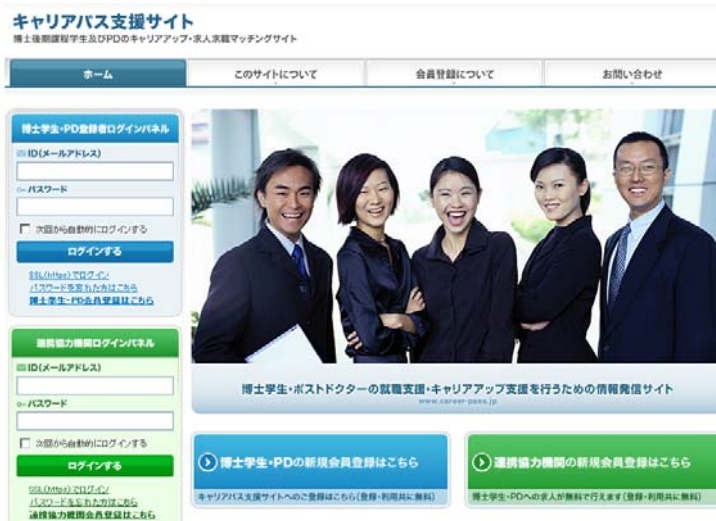 キャリアパス支援サイト
博士後期課程学生及びPDのキャリアアップ・求人求職マッチングサイト
ホーム
このサイトについて
会員登録について
お問い合わせ
博士学生・PD登録者ログインパネル
ID(メールアドレス)
パスワード
次回から自動的にログインする
ログインする
SSL(https)でログイン
パスワードを忘れた方はこちら
博士学生・PD会員登録はこちら
連携協力機関ログインパネル
ID(メールアドレス)
パスワード
次回から自動的にログインする
ログインする
SSL(https)でログイン
パスワードを忘れた方はこちら
連携協力機関会員登録はこちら
博士学生・ポストドクターの就職支援・キャリアアップ支援を行うための情報発信サイト
www.career-pass.jp
博士学生・PDの新規会員登録はこちら
キャリアパス支援サイトへのご登録はこちら(登録・利用共に無料)
連携協力機関の新規会員登録はこちら
博士学生・PDへの求人が無料で行えます(登録・利用共に無料)